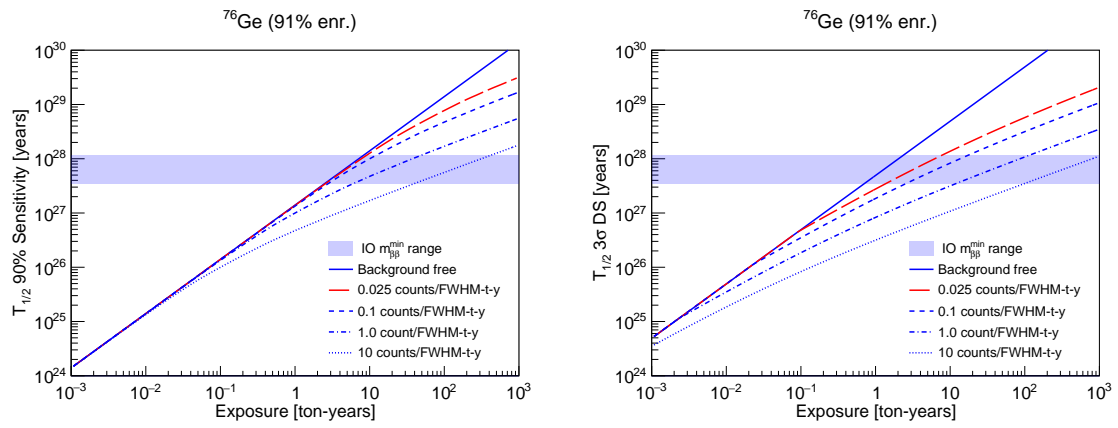 ⁷⁶Ge (91% enr.)
T₁/₂ 90% Sensitivity [years]
10³⁰
10²⁹
10²⁸
10²⁷
10²⁶
10²⁵
10²⁴
IO mββ^min range
Background free
0.025 counts/FWHM-t-y
0.1 counts/FWHM-t-y
1.0 count/FWHM-t-y
10 counts/FWHM-t-y
10⁻³ 10⁻² 10⁻¹ 1 10 10² 10³
Exposure [ton-years]
⁷⁶Ge (91% enr.)
T₁/₂ 3σ DS [years]
10³⁰
10²⁹
10²⁸
10²⁷
10²⁶
10²⁵
10²⁴
IO mββ^min range
Background free
0.025 counts/FWHM-t-y
0.1 counts/FWHM-t-y
1.0 count/FWHM-t-y
10 counts/FWHM-t-y
10⁻³ 10⁻² 10⁻¹ 1 10 10² 10³
Exposure [ton-years]